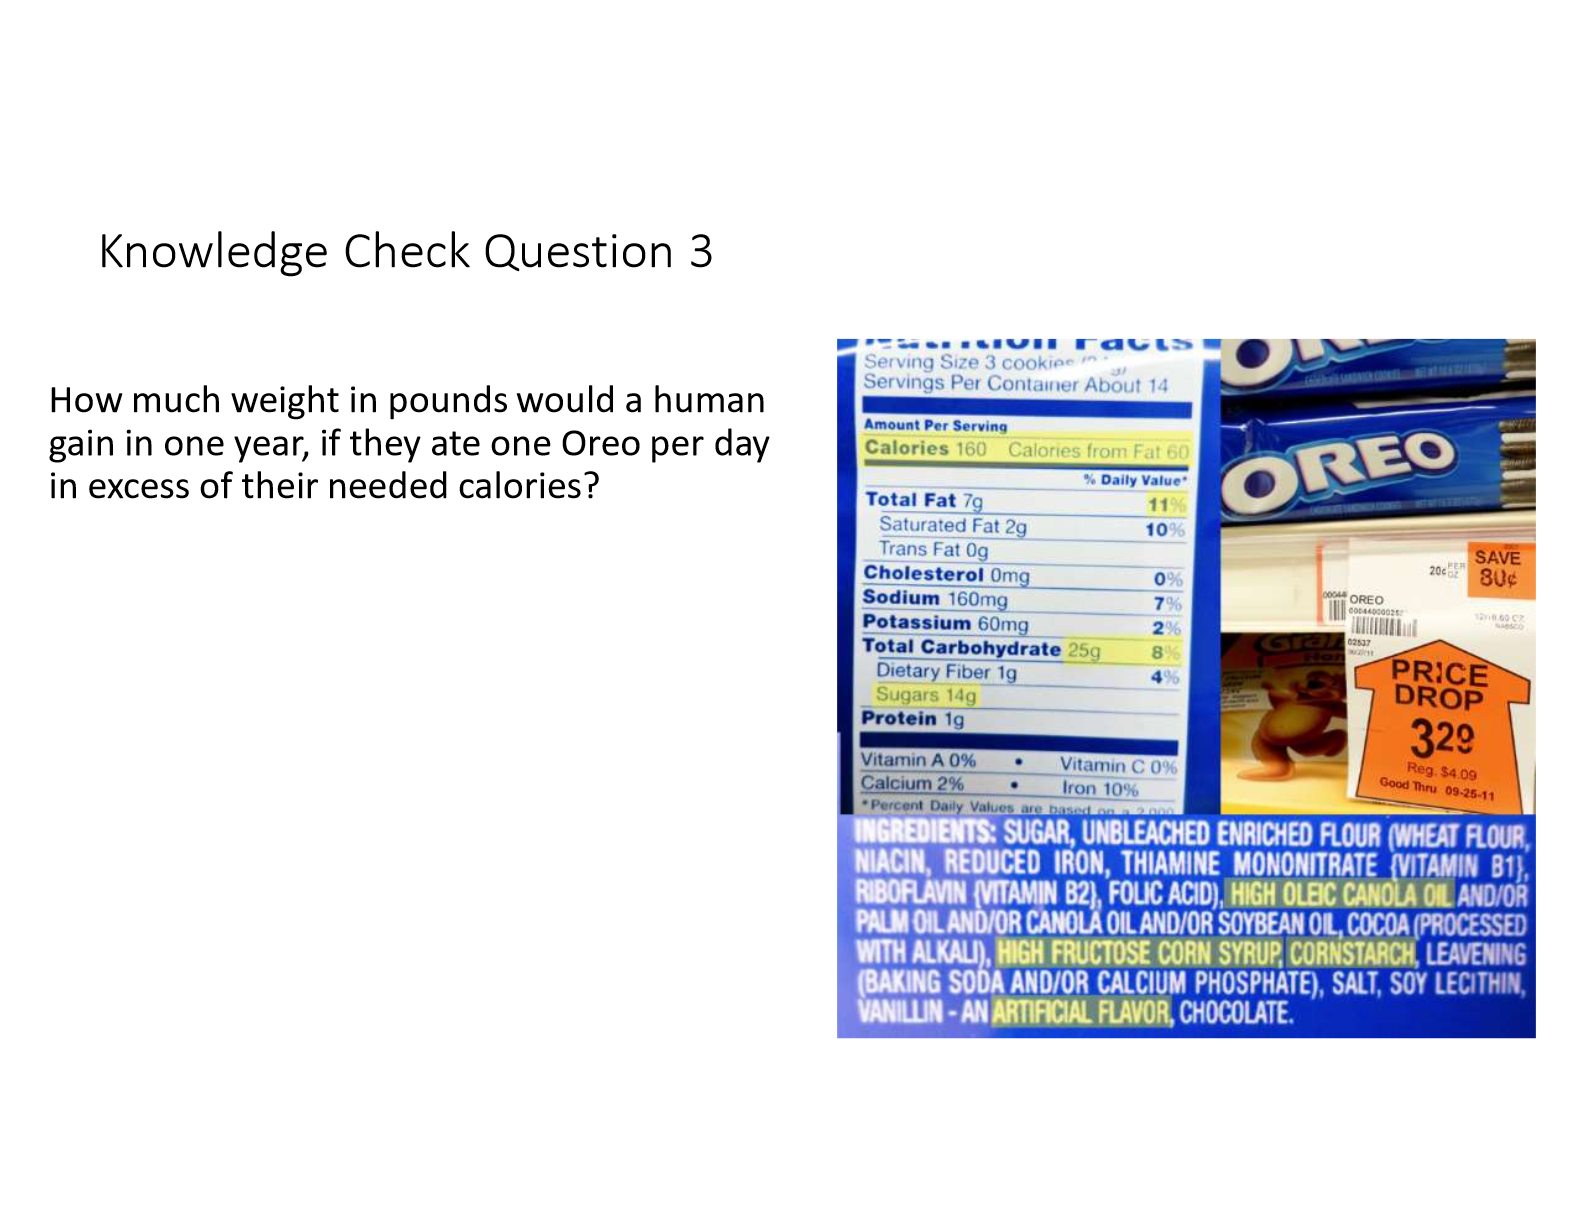 Knowledge Check Question 3
How much weight in pounds would a human
gain in one year, if they ate one Oreo per day
in excess of their needed calories?
Nutrition Facts
Serving Size 3 cookies
Servings Per Container About 14
Amount Per Serving
Calories 160 Calories from Fat 60
% Daily Value*
Total Fat 7g 11%
Saturated Fat 2g 10%
Trans Fat 0g
Cholesterol 0mg 0%
Sodium 160mg 7%
Potassium 60mg 2%
Total Carbohydrate 25g 8%
Dietary Fiber 1g 4%
Sugars 14g
Protein 1g
Vitamin A 0% • Vitamin C 0%
Calcium 2% • Iron 10%
*Percent Daily Values are based on a 2,000
OREO
OREO
20¢ PER OZ
SAVE
80¢
OREO
02537
PRICE
DROP
329
Reg. $4.09
Good Thru 09-25-11
INGREDIENTS: SUGAR, UNBLEACHED ENRICHED FLOUR (WHEAT FLOUR,
NIACIN, REDUCED IRON, THIAMINE MONONITRATE {VITAMIN B1},
RIBOFLAVIN {VITAMIN B2}, FOLIC ACID), HIGH OLEIC CANOLA OIL AND/OR
PALM OIL AND/OR CANOLA OIL AND/OR SOYBEAN OIL, COCOA (PROCESSED
WITH ALKALI), HIGH FRUCTOSE CORN SYRUP, CORNSTARCH, LEAVENING
(BAKING SODA AND/OR CALCIUM PHOSPHATE), SALT, SOY LECITHIN,
VANILLIN - AN ARTIFICIAL FLAVOR, CHOCOLATE.